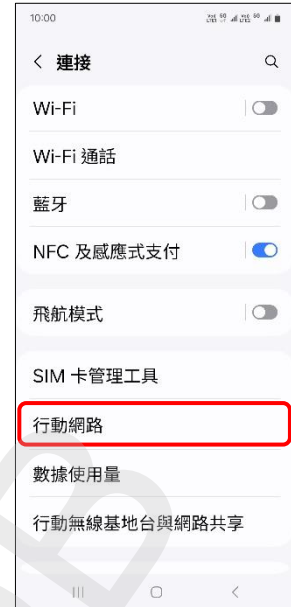 10:00
連接
Wi-Fi
Wi-Fi 通話
藍牙
NFC 及感應式支付
飛航模式
SIM 卡管理工具
行動網路
數據使用量
行動無線基地台與網路共享